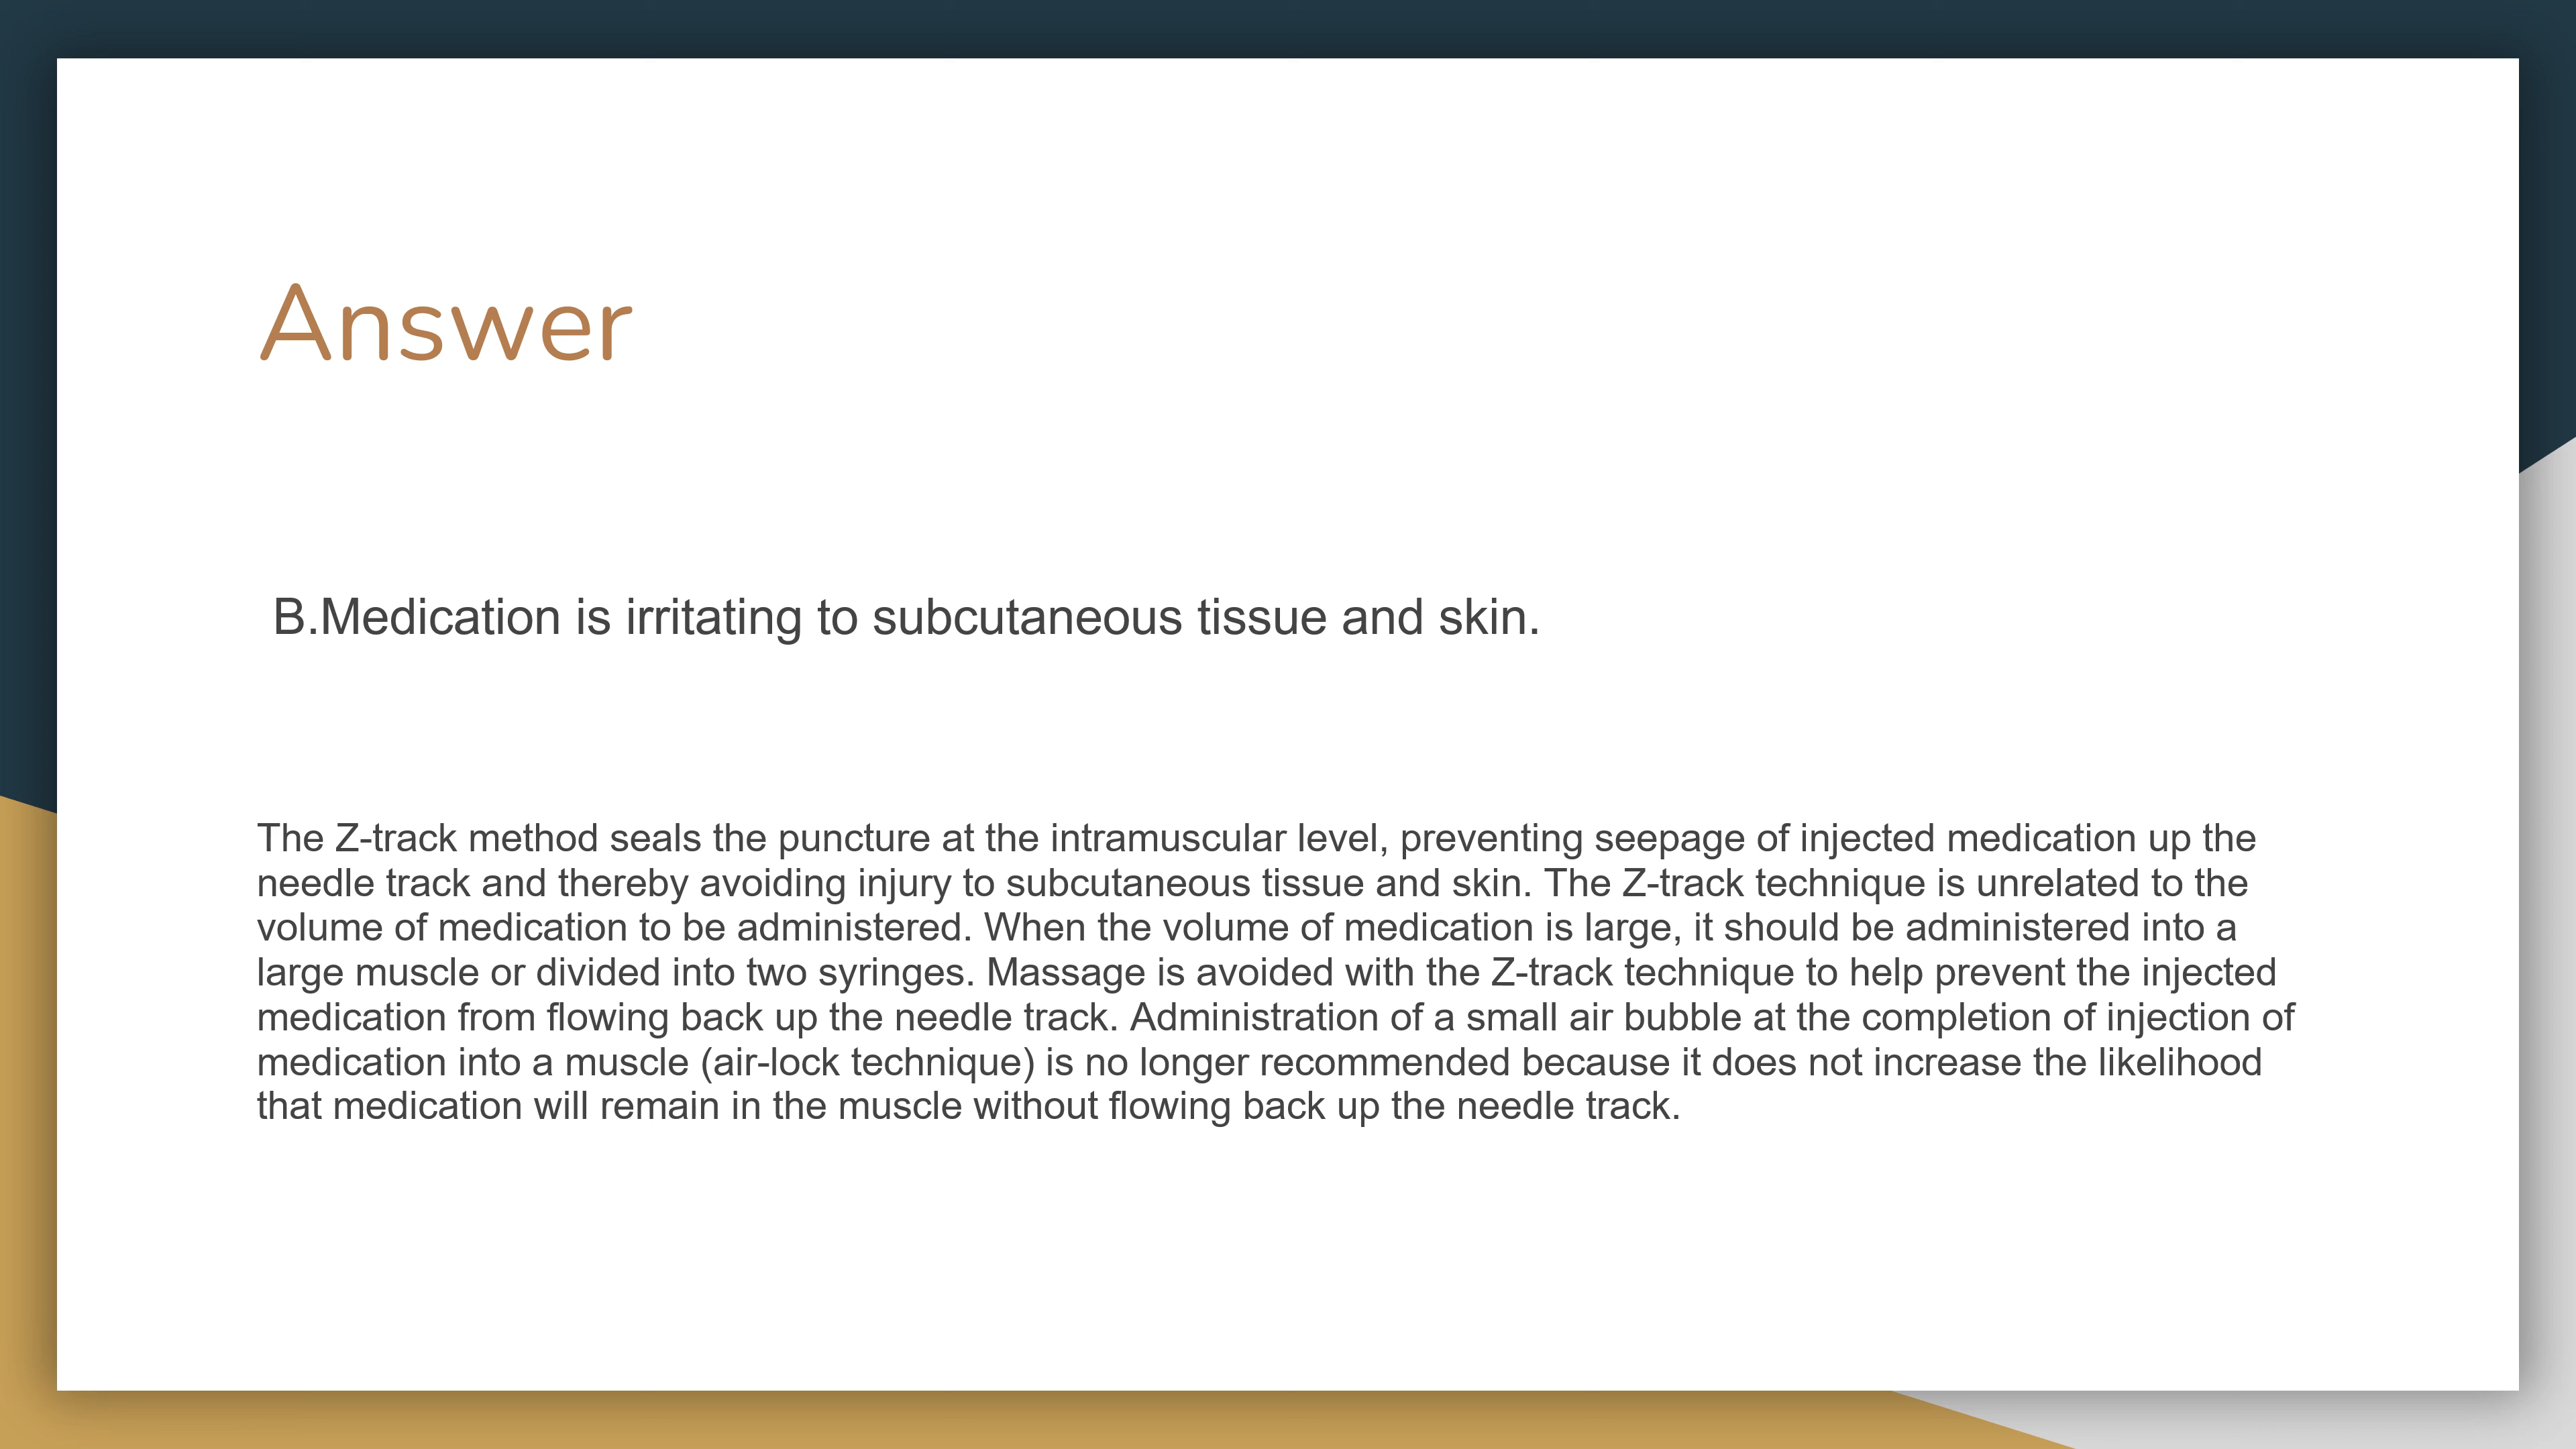 Answer
B.Medication is irritating to subcutaneous tissue and skin.
The Z-track method seals the puncture at the intramuscular level, preventing seepage of injected medication up the
needle track and thereby avoiding injury to subcutaneous tissue and skin. The Z-track technique is unrelated to the
volume of medication to be administered. When the volume of medication is large, it should be administered into a
large muscle or divided into two syringes. Massage is avoided with the Z-track technique to help prevent the injected
medication from flowing back up the needle track. Administration of a small air bubble at the completion of injection of
medication into a muscle (air-lock technique) is no longer recommended because it does not increase the likelihood
that medication will remain in the muscle without flowing back up the needle track.